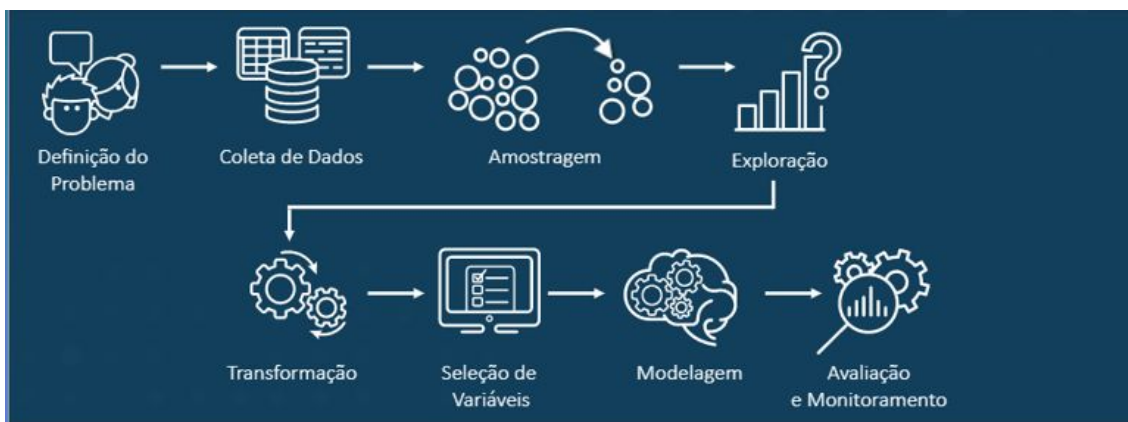 Definição do
Problema
Coleta de Dados
Amostragem
Exploração
Transformação
Seleção de
Variáveis
Modelagem
Avaliação
e Monitoramento